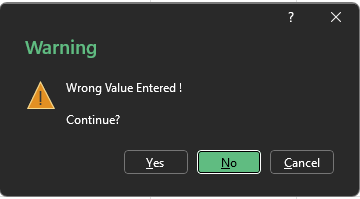 ?
Warning
Wrong Value Entered !
Continue?
Yes No Cancel